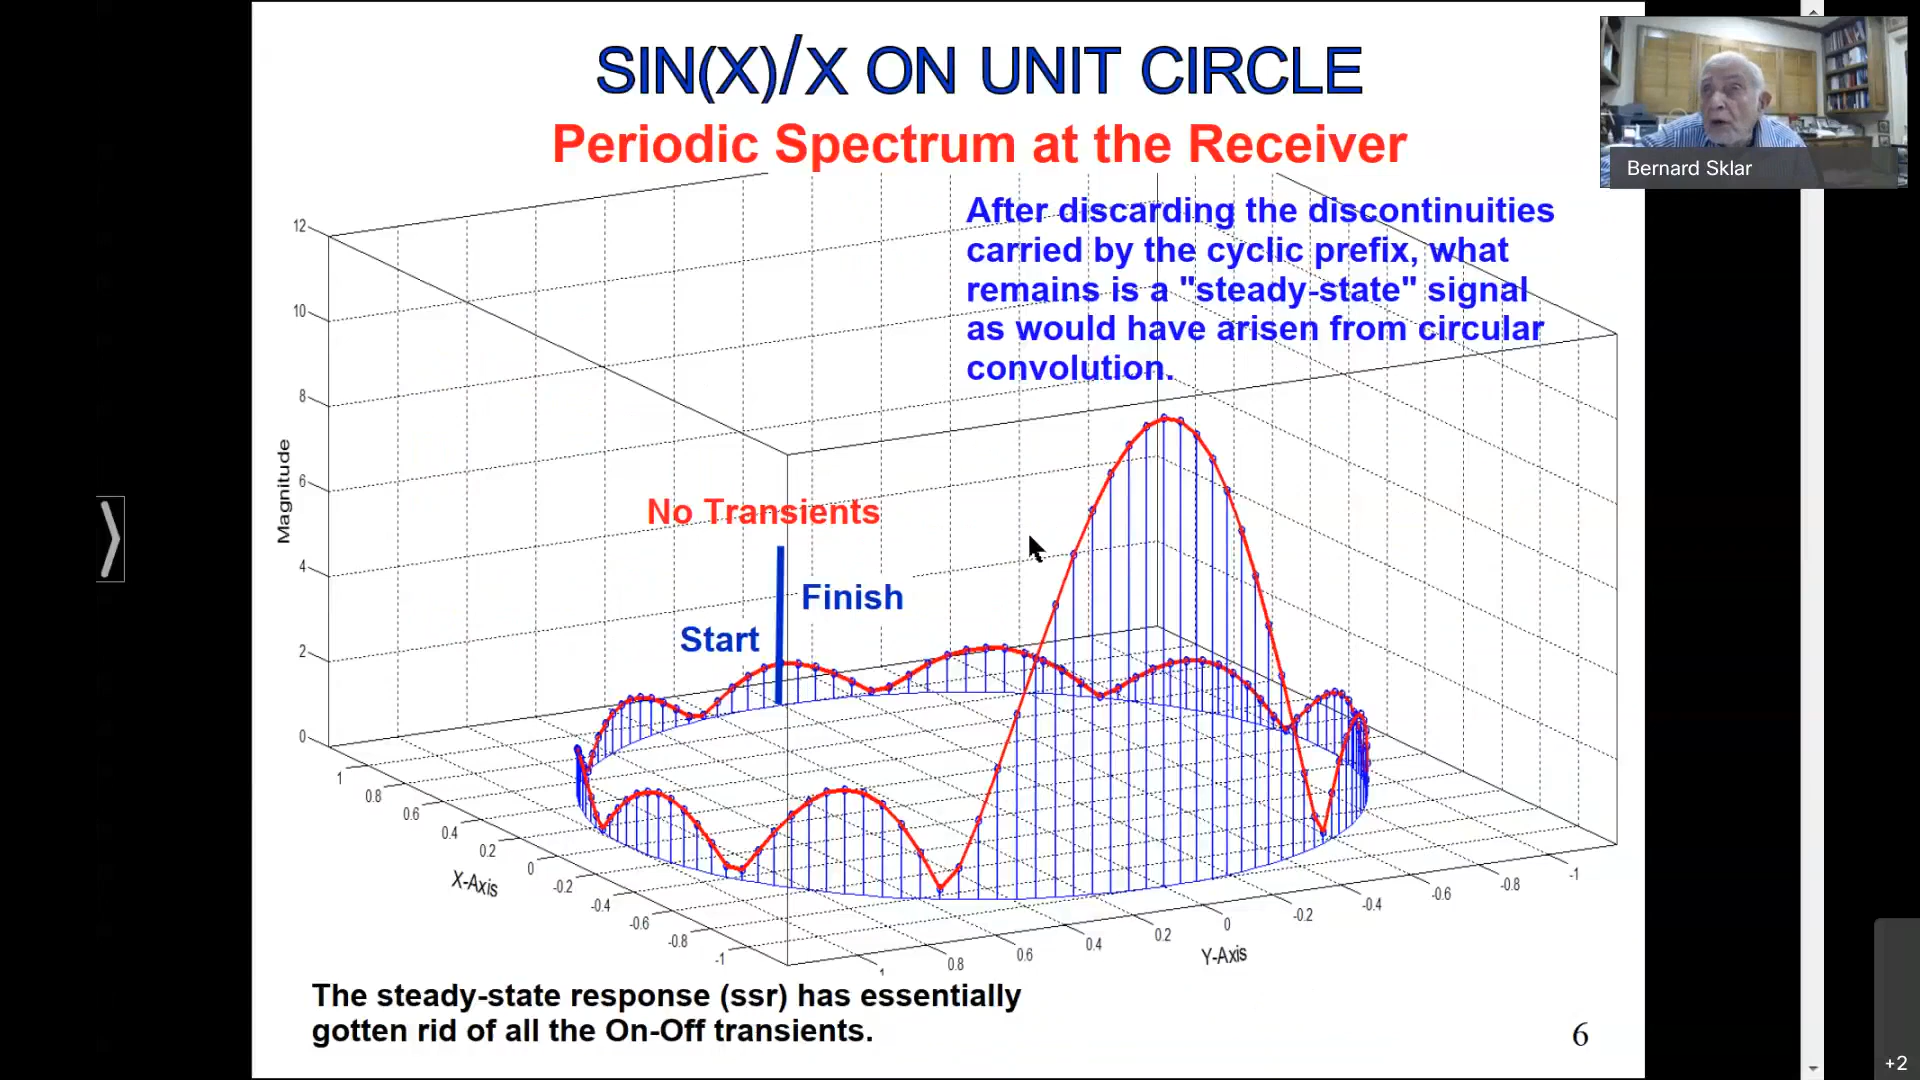 SIN(X)/X ON UNIT CIRCLE
Periodic Spectrum at the Receiver
Bernard Sklar
After discarding the discontinuities
carried by the cyclic prefix, what
remains is a "steady-state" signal
as would have arisen from circular
convolution.
12
10
8
6
4
2
0
Magnitude
No Transients
Finish
Start
1
0.8
0.6
0.4
0.2
0
-0.2
-0.4
-0.6
-0.8
-1
X-Axis
1
0.8
0.6
0.4
0.2
0
-0.2
-0.4
-0.6
-0.8
-1
Y-Axis
The steady-state response (ssr) has essentially
gotten rid of all the On-Off transients.
6
+2